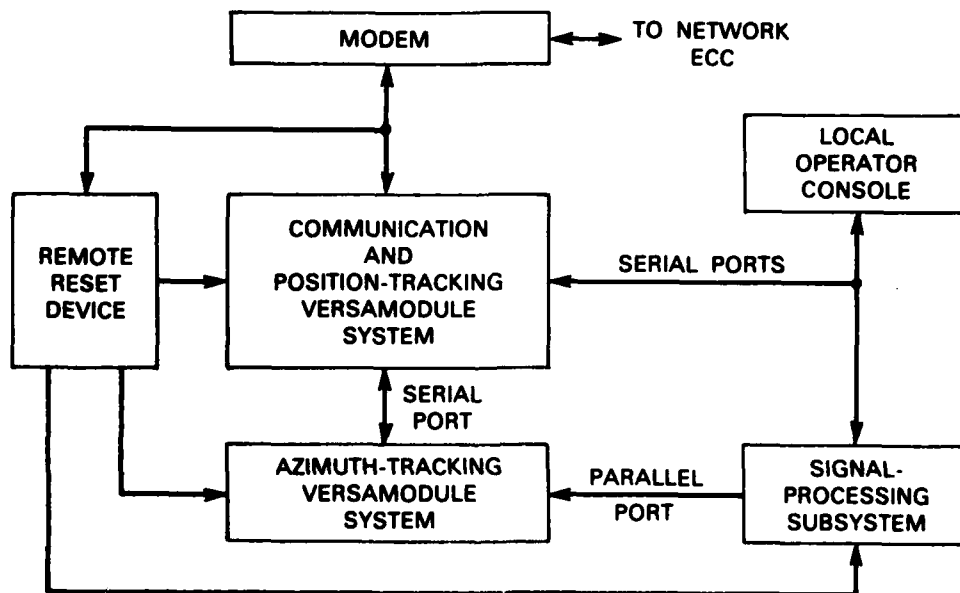 MODEM
TO NETWORK
ECC
LOCAL
OPERATOR
CONSOLE
REMOTE
RESET
DEVICE
COMMUNICATION
AND
POSITION-TRACKING
VERSAMODULE
SYSTEM
SERIAL PORTS
SERIAL
PORT
AZIMUTH-TRACKING
VERSAMODULE
SYSTEM
PARALLEL
PORT
SIGNAL-
PROCESSING
SUBSYSTEM